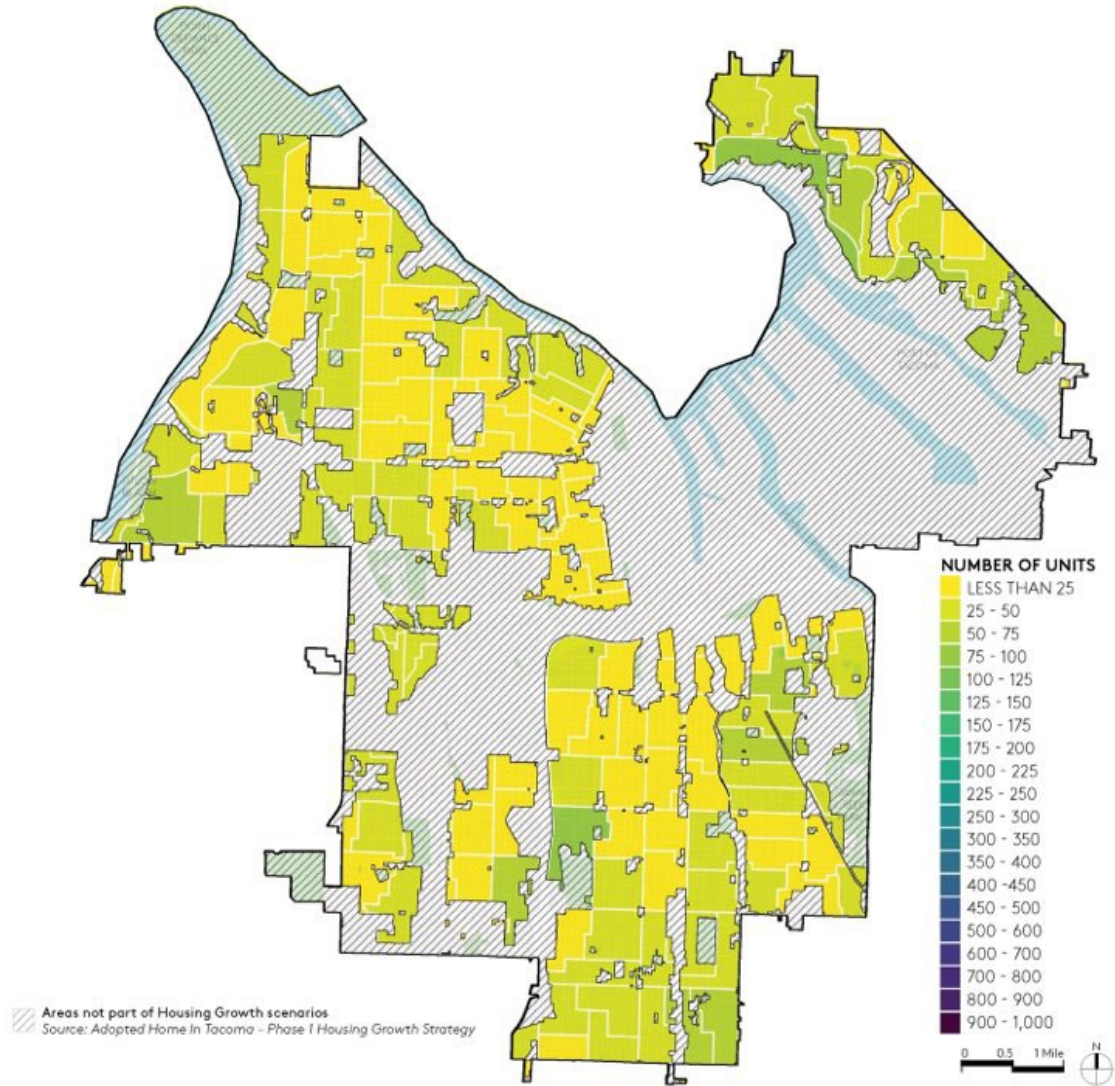 NUMBER OF UNITS
LESS THAN 25
25 - 50
50 - 75
75 - 100
100 - 125
125 - 150
150 - 175
175 - 200
200 - 225
225 - 250
250 - 300
300 - 350
350 - 400
400 -450
450 - 500
500 - 600
600 - 700
700 - 800
800 - 900
900 - 1,000
Areas not part of Housing Growth scenarios
Source: Adopted Home In Tacoma - Phase 1 Housing Growth Strategy
0 0.5 1 Mile
N